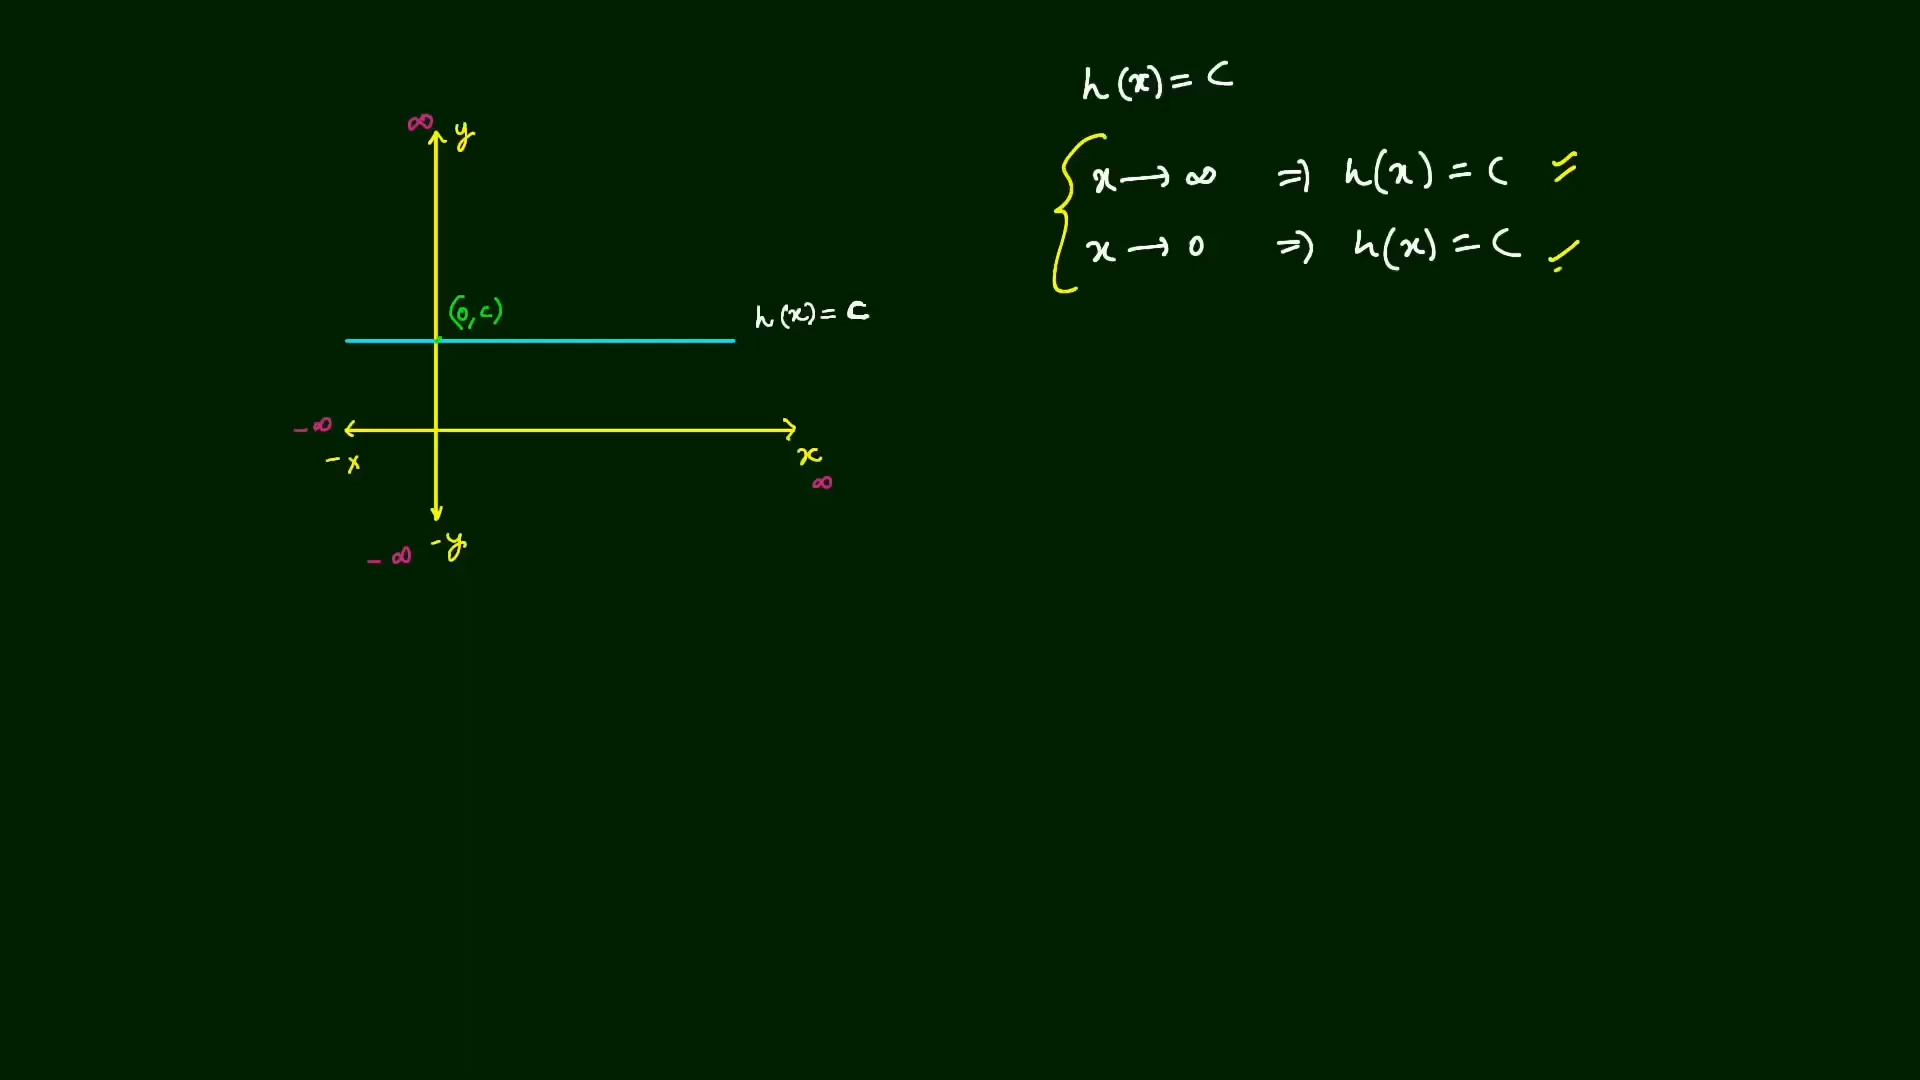 h(x) = C
x → ∞ ⇒ h(x) = C
x → 0 ⇒ h(x) = C
∞ y
(0, c)
h(x) = C
-∞
-x
x
∞
-∞ -y